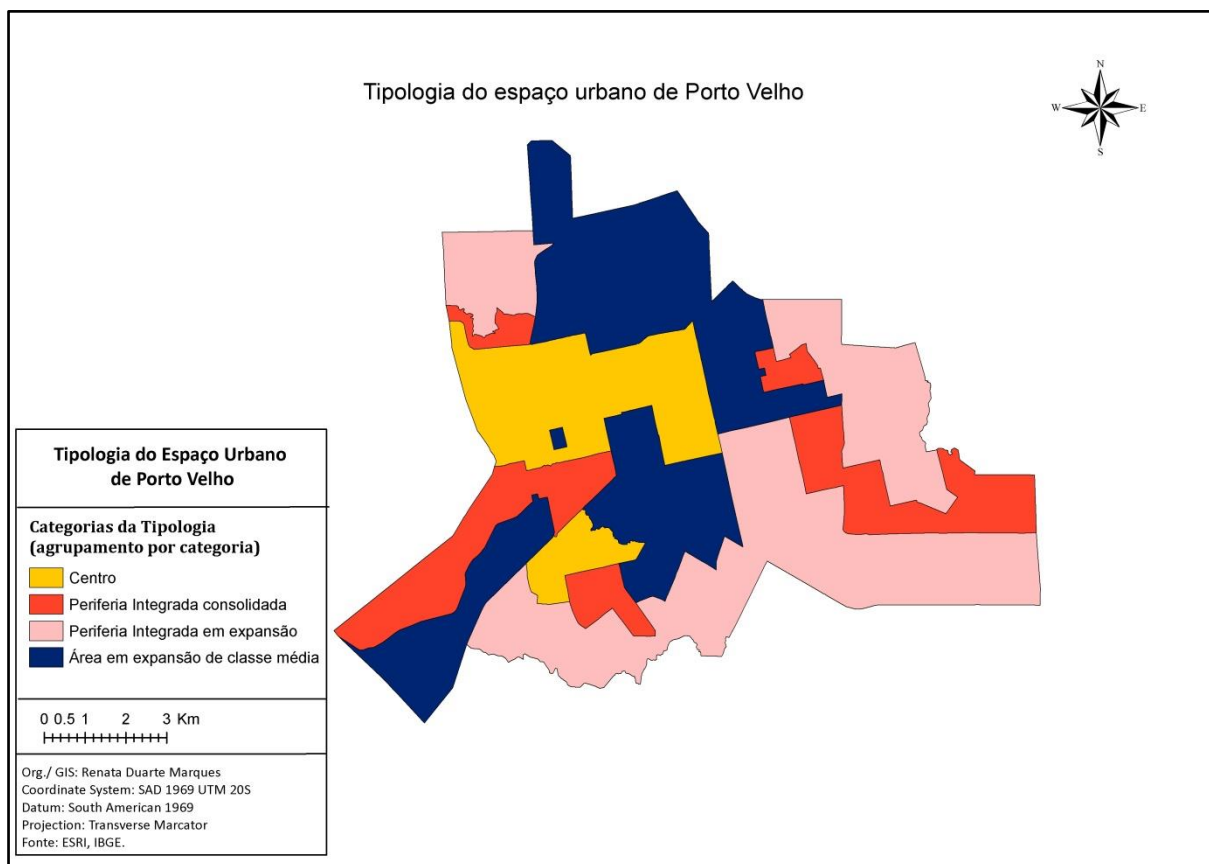 Tipologia do espaço urbano de Porto Velho
N
W
E
S
Tipologia do Espaço Urbano
de Porto Velho
Categorias da Tipologia
(agrupamento por categoria)
Centro
Periferia Integrada consolidada
Periferia Integrada em expansão
Área em expansão de classe média
0 0.5 1 2 3 Km
Org./ GIS: Renata Duarte Marques
Coordinate System: SAD 1969 UTM 20S
Datum: South American 1969
Projection: Transverse Marcator
Fonte: ESRI, IBGE.